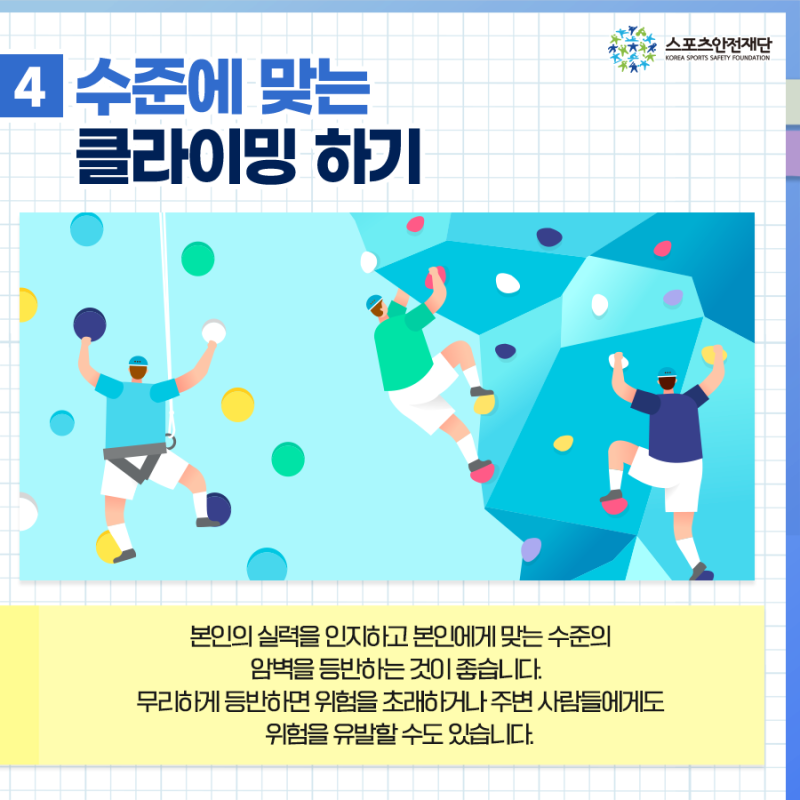 스포츠안전재단
KOREA SPORTS SAFETY FOUNDATION
4 수준에 맞는
클라이밍 하기
본인의 실력을 인지하고 본인에게 맞는 수준의
암벽을 등반하는 것이 좋습니다.
무리하게 등반하면 위험을 초래하거나 주변 사람들에게도
위험을 유발할 수도 있습니다.